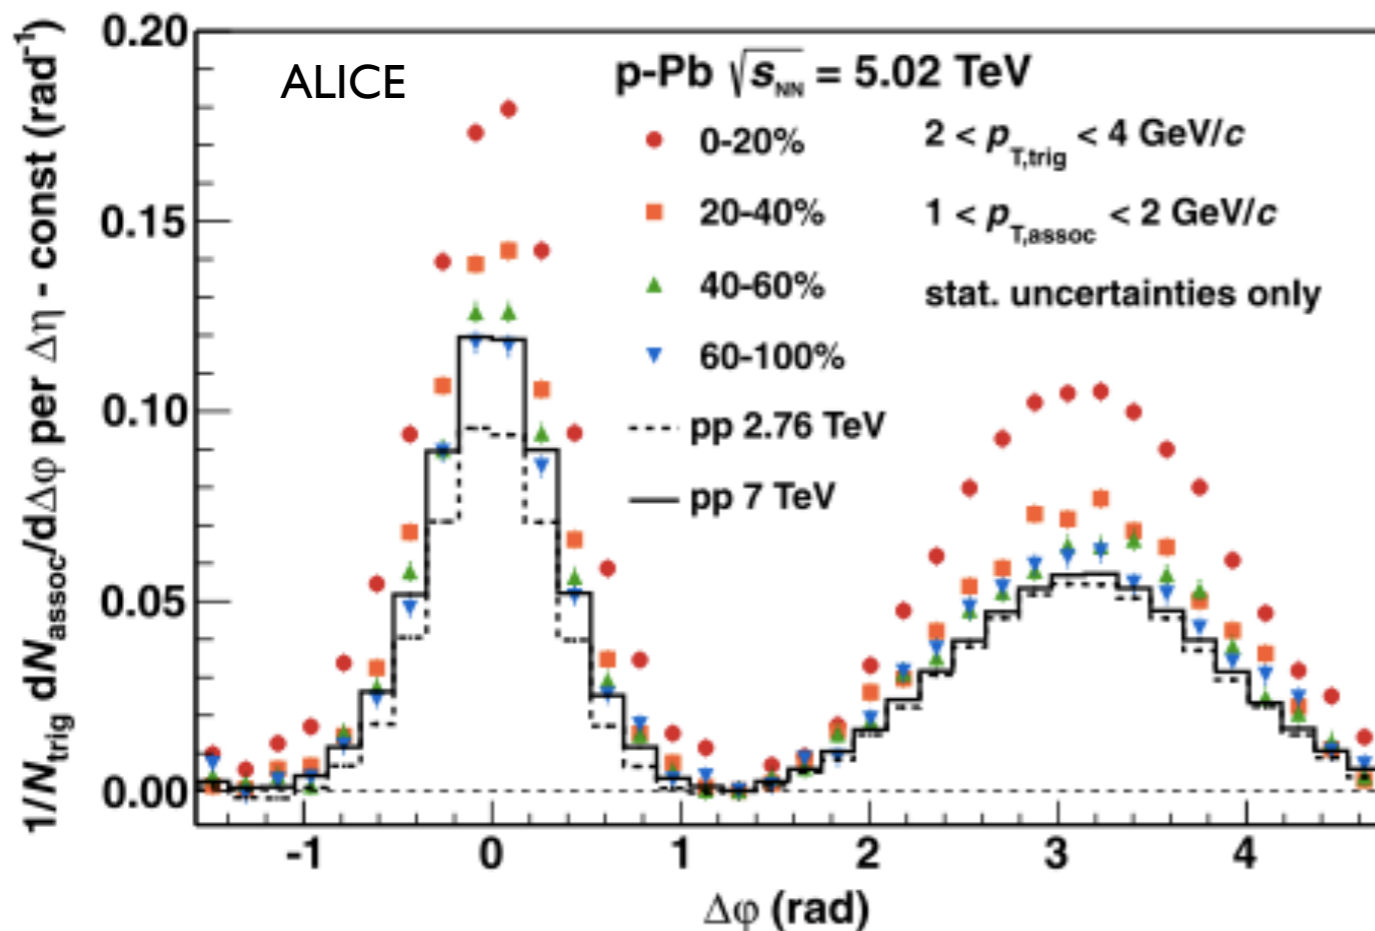 1/N_trig dN_assoc/dΔφ per Δη - const (rad⁻¹)
0.20
0.15
0.10
0.05
0.00
ALICE
p-Pb √s_NN = 5.02 TeV
0-20%
20-40%
40-60%
60-100%
pp 2.76 TeV
pp 7 TeV
2 < p_T,trig < 4 GeV/c
1 < p_T,assoc < 2 GeV/c
stat. uncertainties only
-1 0 1 2 3 4
Δφ (rad)